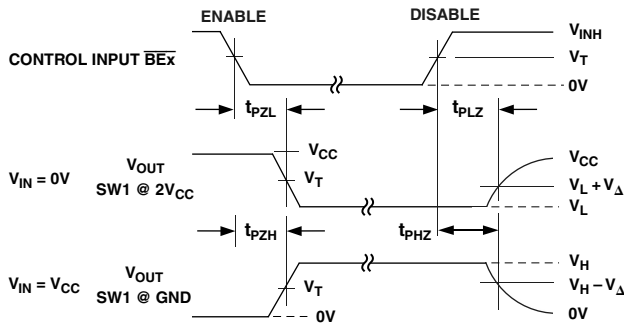 ENABLE
DISABLE
CONTROL INPUT BEx
VINH
VT
0V
tPZL
tPLZ
VIN = 0V
VOUT
SW1 @ 2VCC
VCC
VT
VCC
VL + VΔ
VL
tPZH
tPHZ
VIN = VCC
VOUT
SW1 @ GND
VT
0V
VH
VH – VΔ
0V